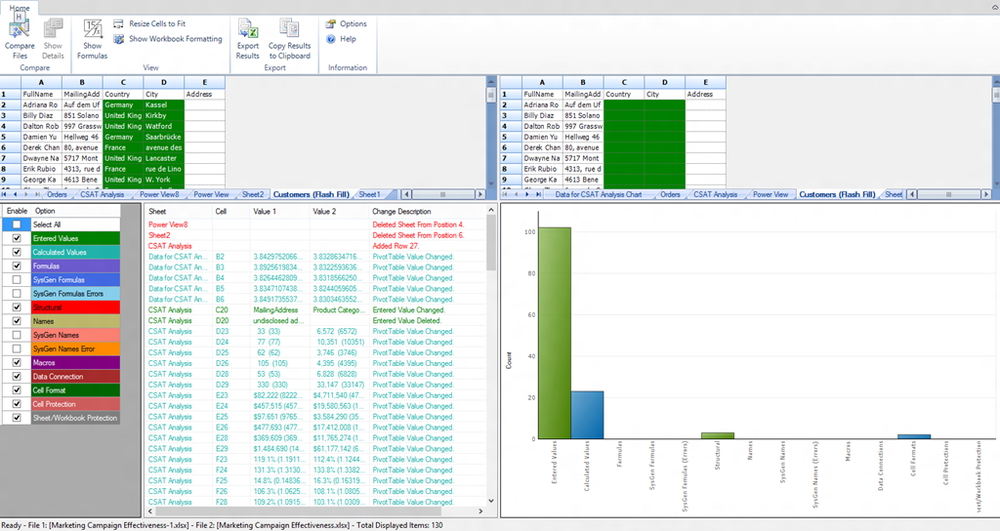 Home
H
Compare Files
Show Details
Compare
Show Formulas
Resize Cells to Fit
Show Workbook Formatting
View
Export Results
Copy Results to Clipboard
Export
Options
Help
Information
A B C D E
1 FullName MailingAdd Country City Address
2 Adriana Ro Auf dem Uf Germany Kassel
3 Billy Diaz 851 Solano United King Kirkby
4 Dalton Rob 997 Grassw United King Watford
5 Damien Yu Hellweg 46 Germany Saarbrücke
6 Derek Chan 80, avenue France avenue des
7 Dwayne Na 5717 Mont United King Lancaster
8 Erik Rubio 4313, rue d France rue de Lino
9 George Ka 4613 Bene United King W. York
Orders CSAT Analysis Power View8 Power View Sheet2 Customers (Flash Fill) Sheet1
A B C D E
1 FullName MailingAdd Country City Address
2 Adriana Ro Auf dem Uf
3 Billy Diaz 851 Solano
4 Dalton Rob 997 Grassw
5 Damien Yu Hellweg 46
6 Derek Chan 80, avenue
7 Dwayne Na 5717 Mont
8 Erik Rubio 4313, rue d
9 George Ka 4613 Bene
Data for CSAT Analysis Chart Orders CSAT Analysis Power View Customers (Flash Fill) Sheet
Enable Option
Select All
Entered Values
Calculated Values
Formulas
SysGen Formulas
SysGen Formulas Errors
Structural
Names
SysGen Names
SysGen Names Error
Macros
Data Connection
Cell Format
Cell Protection
Sheet/Workbook Protection
Sheet Cell Value 1 Value 2 Change Description
Power View8 Deleted Sheet From Position 4.
Sheet2 Deleted Sheet From Position 6.
CSAT Analysis Added Row 27.
Data for CSAT An... B2 3.8429752066... 3.8328634716... PivotTable Value Changed.
Data for CSAT An... B3 3.8925619834... 3.8322593636... PivotTable Value Changed.
Data for CSAT An... B4 3.8264462809... 3.8318566250... PivotTable Value Changed.
Data for CSAT An... B5 3.8347107438... 3.8244059605... PivotTable Value Changed.
Data for CSAT An... B6 3.8491735537... 3.8303463552... PivotTable Value Changed.
CSAT Analysis C20 MailingAddress Product Catego... Entered Value Changed.
CSAT Analysis D20 undisclosed ad... Entered Value Deleted.
CSAT Analysis D23 33 (33) 6,572 (6572) PivotTable Value Changed.
CSAT Analysis D24 77 (77) 10,351 (10351) PivotTable Value Changed.
CSAT Analysis D25 62 (62) 3,746 (3746) PivotTable Value Changed.
CSAT Analysis D26 105 (105) 4,395 (4395) PivotTable Value Changed.
CSAT Analysis D28 53 (53) 6,828 (6828) PivotTable Value Changed.
CSAT Analysis D29 330 (330) 33,147 (33147) PivotTable Value Changed.
CSAT Analysis E23 $82,222 (8222... $4,711,540 (47... PivotTable Value Changed.
CSAT Analysis E24 $457,515 (457... $19,580,563 (1... PivotTable Value Changed.
CSAT Analysis E25 $97,651 (9765... $3,584,290 (35... PivotTable Value Changed.
CSAT Analysis E26 $477,693 (477... $17,412,008 (1... PivotTable Value Changed.
CSAT Analysis E28 $369,609 (369... $11,765,274 (1... PivotTable Value Changed.
CSAT Analysis E29 $1,484,690 (14... $61,177,142 (6... PivotTable Value Changed.
CSAT Analysis F23 119.1% (1.1911... 112.4% (1.1244... PivotTable Value Changed.
CSAT Analysis F24 131.3% (1.3130... 133.8% (1.3382... PivotTable Value Changed.
CSAT Analysis F25 14.8% (0.14836... 16.3% (0.16319... PivotTable Value Changed.
CSAT Analysis F26 106.3% (1.0625... 108.1% (1.0805... PivotTable Value Changed.
CSAT Analysis F28 109.2% (1.0915... 103.1% (1.0309... PivotTable Value Changed.
100
80
60
40
20
0
Count
Entered Values
Calculated Values
Formulas
SysGen Formulas
SysGen Formulas (Errors)
Structural
Names
SysGen Names
SysGen Names (Errors)
Macros
Data Connections
Cell Formats
Cell Protections
eet/Workbook Protection
Ready - File 1: [Marketing Campaign Effectiveness-1.xlsx] - File 2: [Marketing Campaign Effectiveness.xlsx] - Total Displayed Items: 130